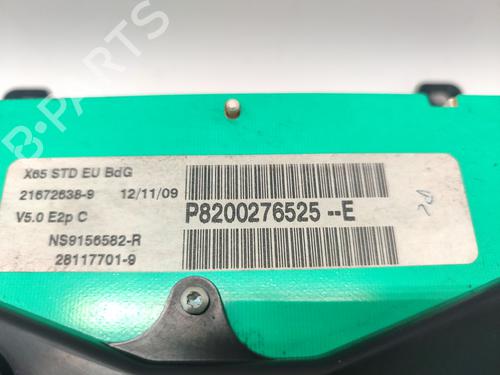 X65 STD EU BdG
21672638-9 12/11/09
V5.0 E2p C
P8200276525--E
NS9156582-R
28117701-9
B-PARTS